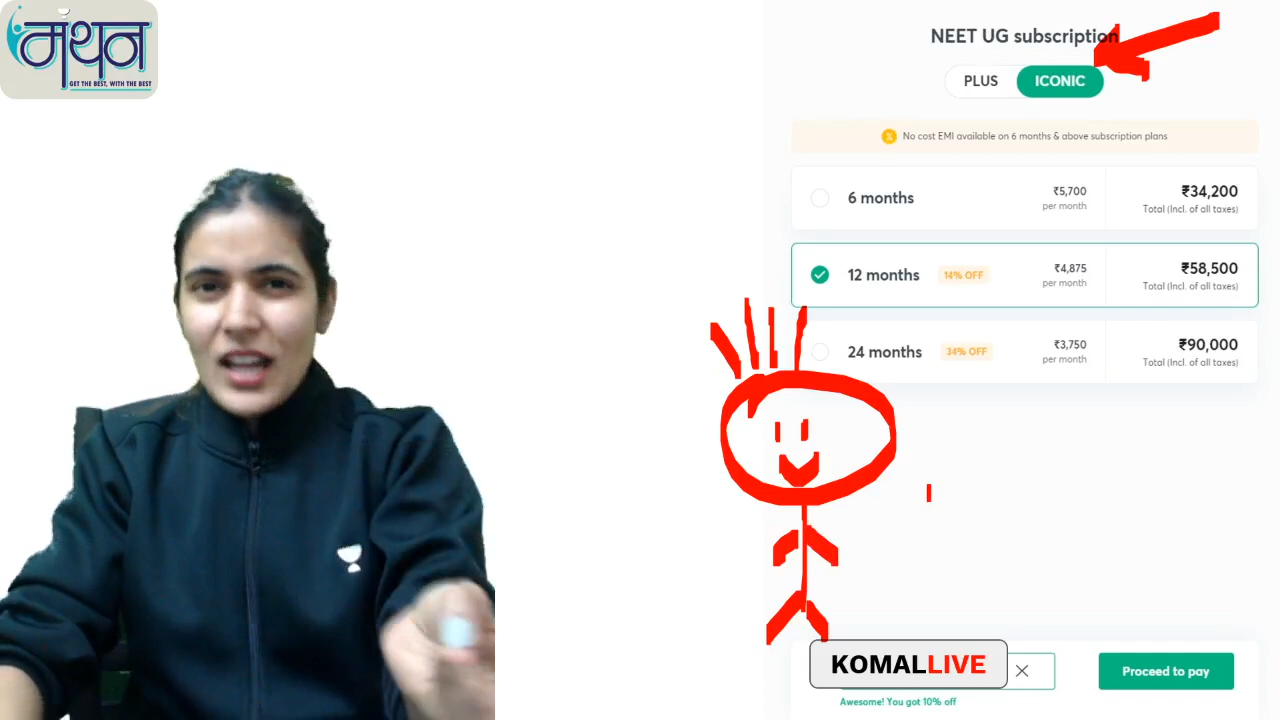 मंथन
GET THE BEST, WITH THE BEST
NEET UG subscription
PLUS ICONIC
No cost EMI available on 6 months & above subscription plans
6 months ₹5,700 per month ₹34,200 Total (Incl. of all taxes)
12 months 14% OFF ₹4,875 per month ₹58,500 Total (Incl. of all taxes)
24 months 34% OFF ₹3,750 per month ₹90,000 Total (Incl. of all taxes)
KOMALLIVE
Proceed to pay
Awesome! You got 10% off